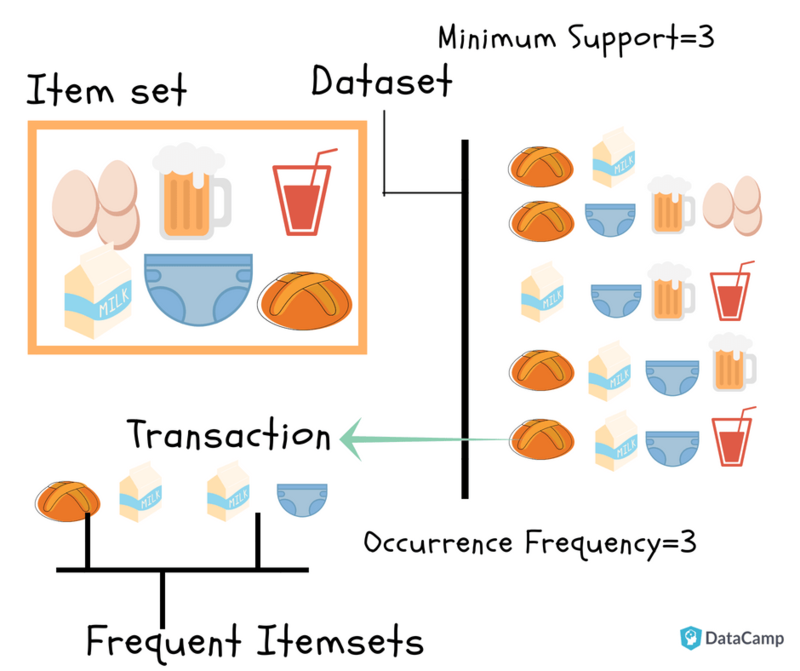 Minimum Support=3
Item set
Dataset
MILK
MILK
MILK
MILK
MILK
Transaction
MILK
MILK
MILK
Occurrence Frequency=3
Frequent Itemsets
DataCamp